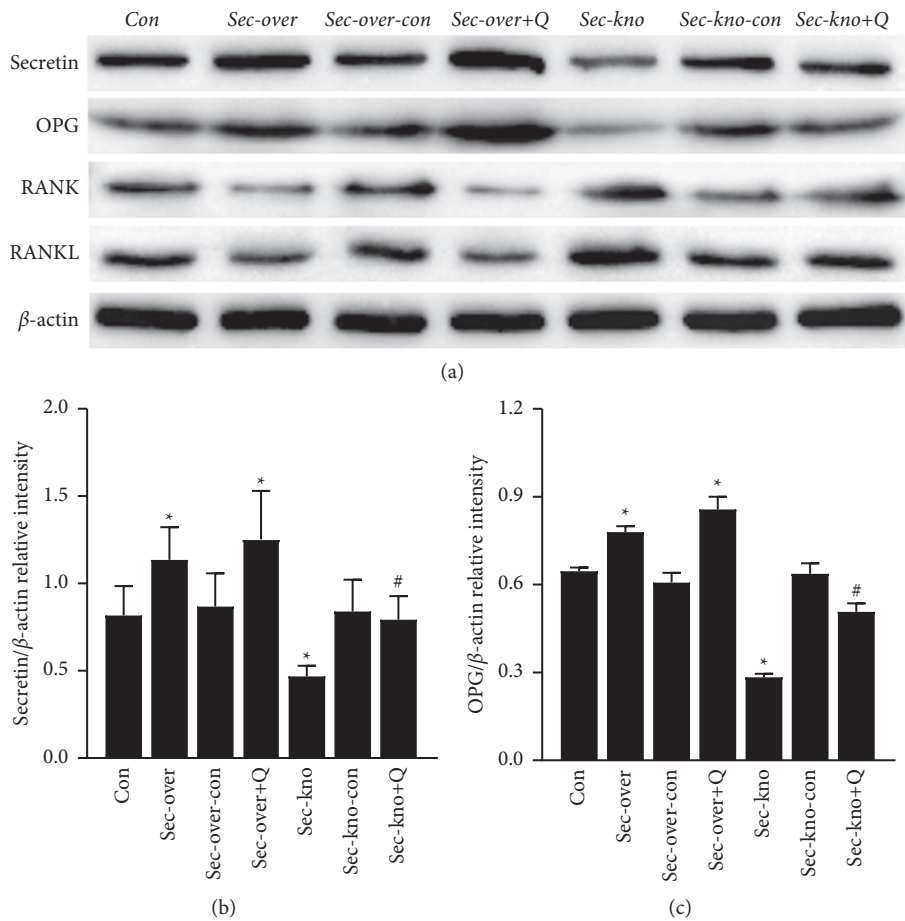 Con Sec-over Sec-over-con Sec-over+Q Sec-kno Sec-kno-con Sec-kno+Q
Secretin
OPG
RANK
RANKL
β-actin
(a)
Secretin/β-actin relative intensity
2.0
1.5
1.0
0.5
0.0
*
*
*
#
Con
Sec-over
Sec-over-con
Sec-over+Q
Sec-kno
Sec-kno-con
Sec-kno+Q
(b)
OPG/β-actin relative intensity
1.2
0.9
0.6
0.3
0.0
*
*
*
#
Con
Sec-over
Sec-over-con
Sec-over+Q
Sec-kno
Sec-kno-con
Sec-kno+Q
(c)